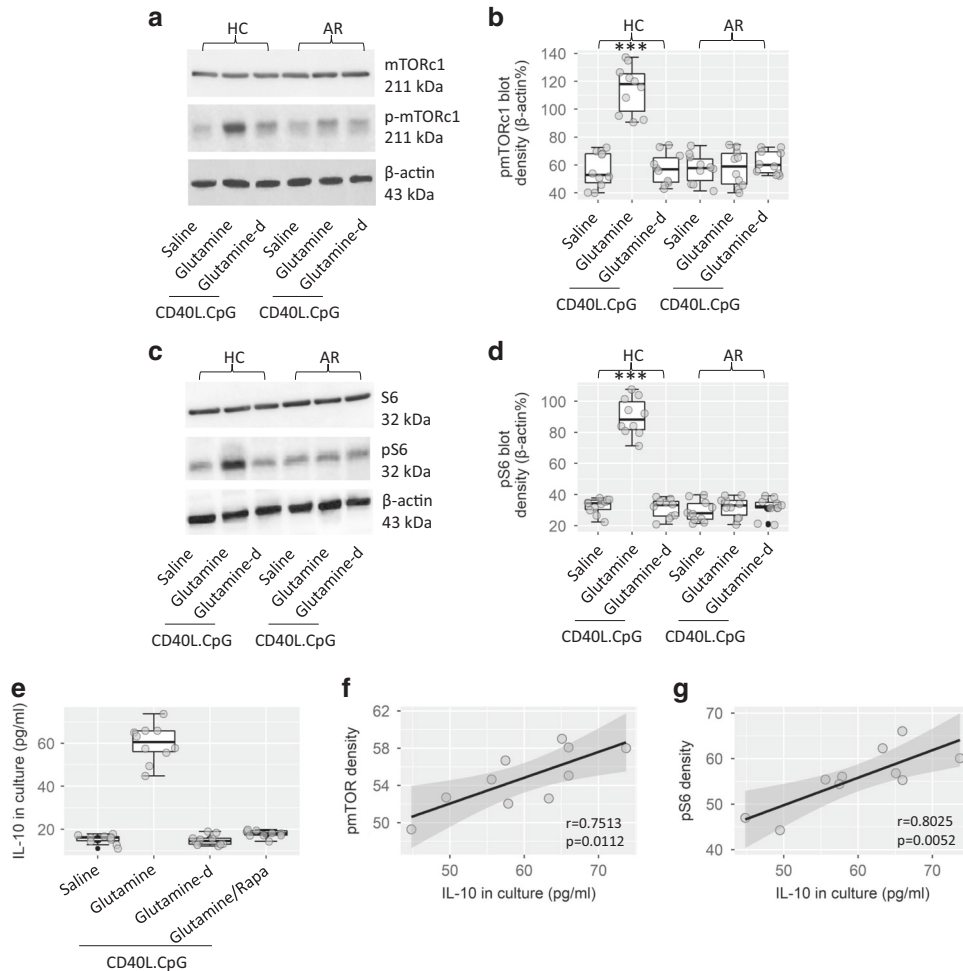 a
HC
AR
mTORc1
211 kDa
p-mTORc1
211 kDa
β-actin
43 kDa
Saline
Glutamine
Glutamine-d
Saline
Glutamine
Glutamine-d
CD40L.CpG
CD40L.CpG
b
HC
AR
***
pmTORc1 blot
density (β-actin%)
140
120
100
80
60
40
Saline
Glutamine
Glutamine-d
Saline
Glutamine
Glutamine-d
CD40L.CpG
CD40L.CpG
c
HC
AR
S6
32 kDa
pS6
32 kDa
β-actin
43 kDa
Saline
Glutamine
Glutamine-d
Saline
Glutamine
Glutamine-d
CD40L.CpG
CD40L.CpG
d
HC
AR
***
pS6 blot
density (β-actin%)
100
80
60
40
20
Saline
Glutamine
Glutamine-d
Saline
Glutamine
Glutamine-d
CD40L.CpG
CD40L.CpG
e
IL-10 in culture (pg/ml)
60
40
20
Saline
Glutamine
Glutamine-d
Glutamine/Rapa
CD40L.CpG
f
pmTOR density
62
58
54
50
r=0.7513
p=0.0112
50
60
70
IL-10 in culture (pg/ml)
g
pS6 density
70
60
50
40
r=0.8025
p=0.0052
50
60
70
IL-10 in culture (pg/ml)